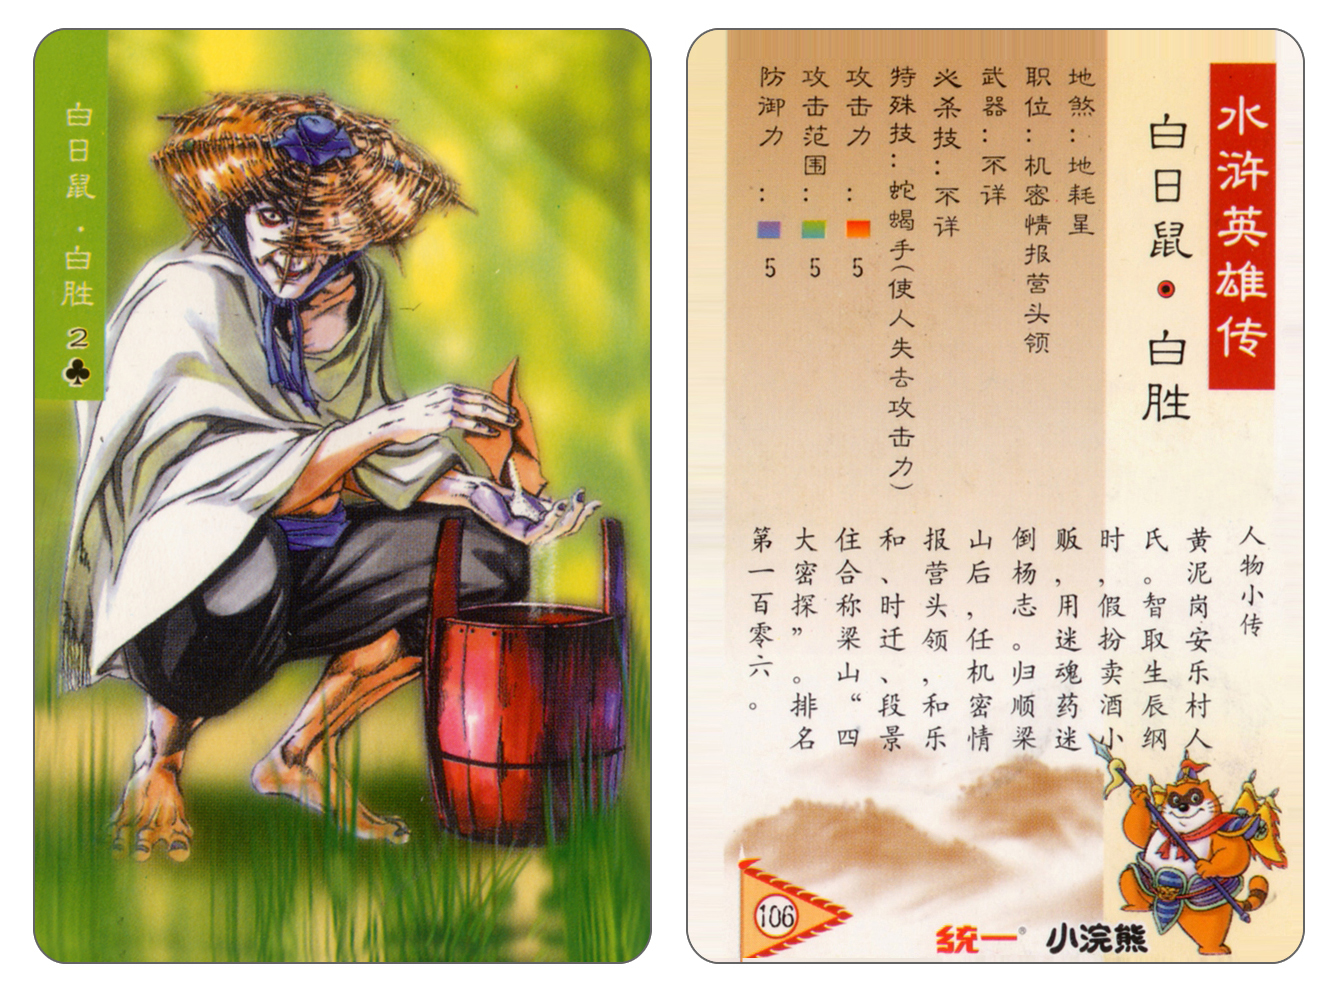 白日鼠·白胜
2
水浒英雄传
白日鼠·白胜
地煞：地耗星
职位：机密情报营头领
武器：不详
必杀技：不详
特殊技：蛇蝎手（使人失去攻击力）
攻击力：5
攻击范围：5
防御力：5
人物小传
黄泥岗安乐村人
氏。智取生辰纲
时，假扮卖酒小
贩，用迷魂药迷
倒杨志。归顺梁
山后，任机密情
报营头领，和乐
和、时迁、段景
住合称梁山“四
大密探”。排名
第一百零六。
106
统一®
小浣熊